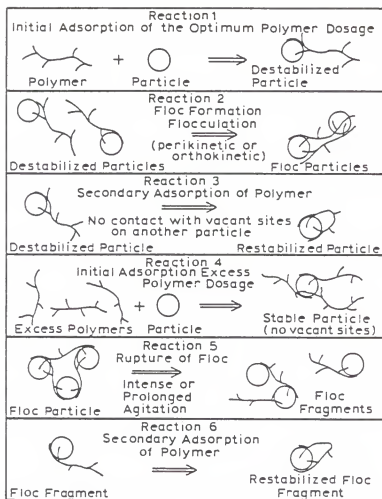 Reaction 1
Initial Adsorption of the Optimum Polymer Dosage
+
Polymer
Particle
Destabilized
Particle
Reaction 2
Floc Formation
Flocculation
(perikinetic or
orthokinetic)
Destabilized Particles
Floc Particles
Reaction 3
Secondary Adsorption of Polymer
No contact with vacant sites
on another particle
Destabilized Particle
Restabilized Particle
Reaction 4
Initial Adsorption Excess
Polymer Dosage
+
Excess Polymers
Particle
Stable Particle
(no vacant sites)
Reaction 5
Rupture of Floc
Intense or
Prolonged
Agitation
Floc Particle
Floc
Fragments
Reaction 6
Secondary Adsorption
of Polymer
Floc Fragment
Restabilized Floc
Fragment